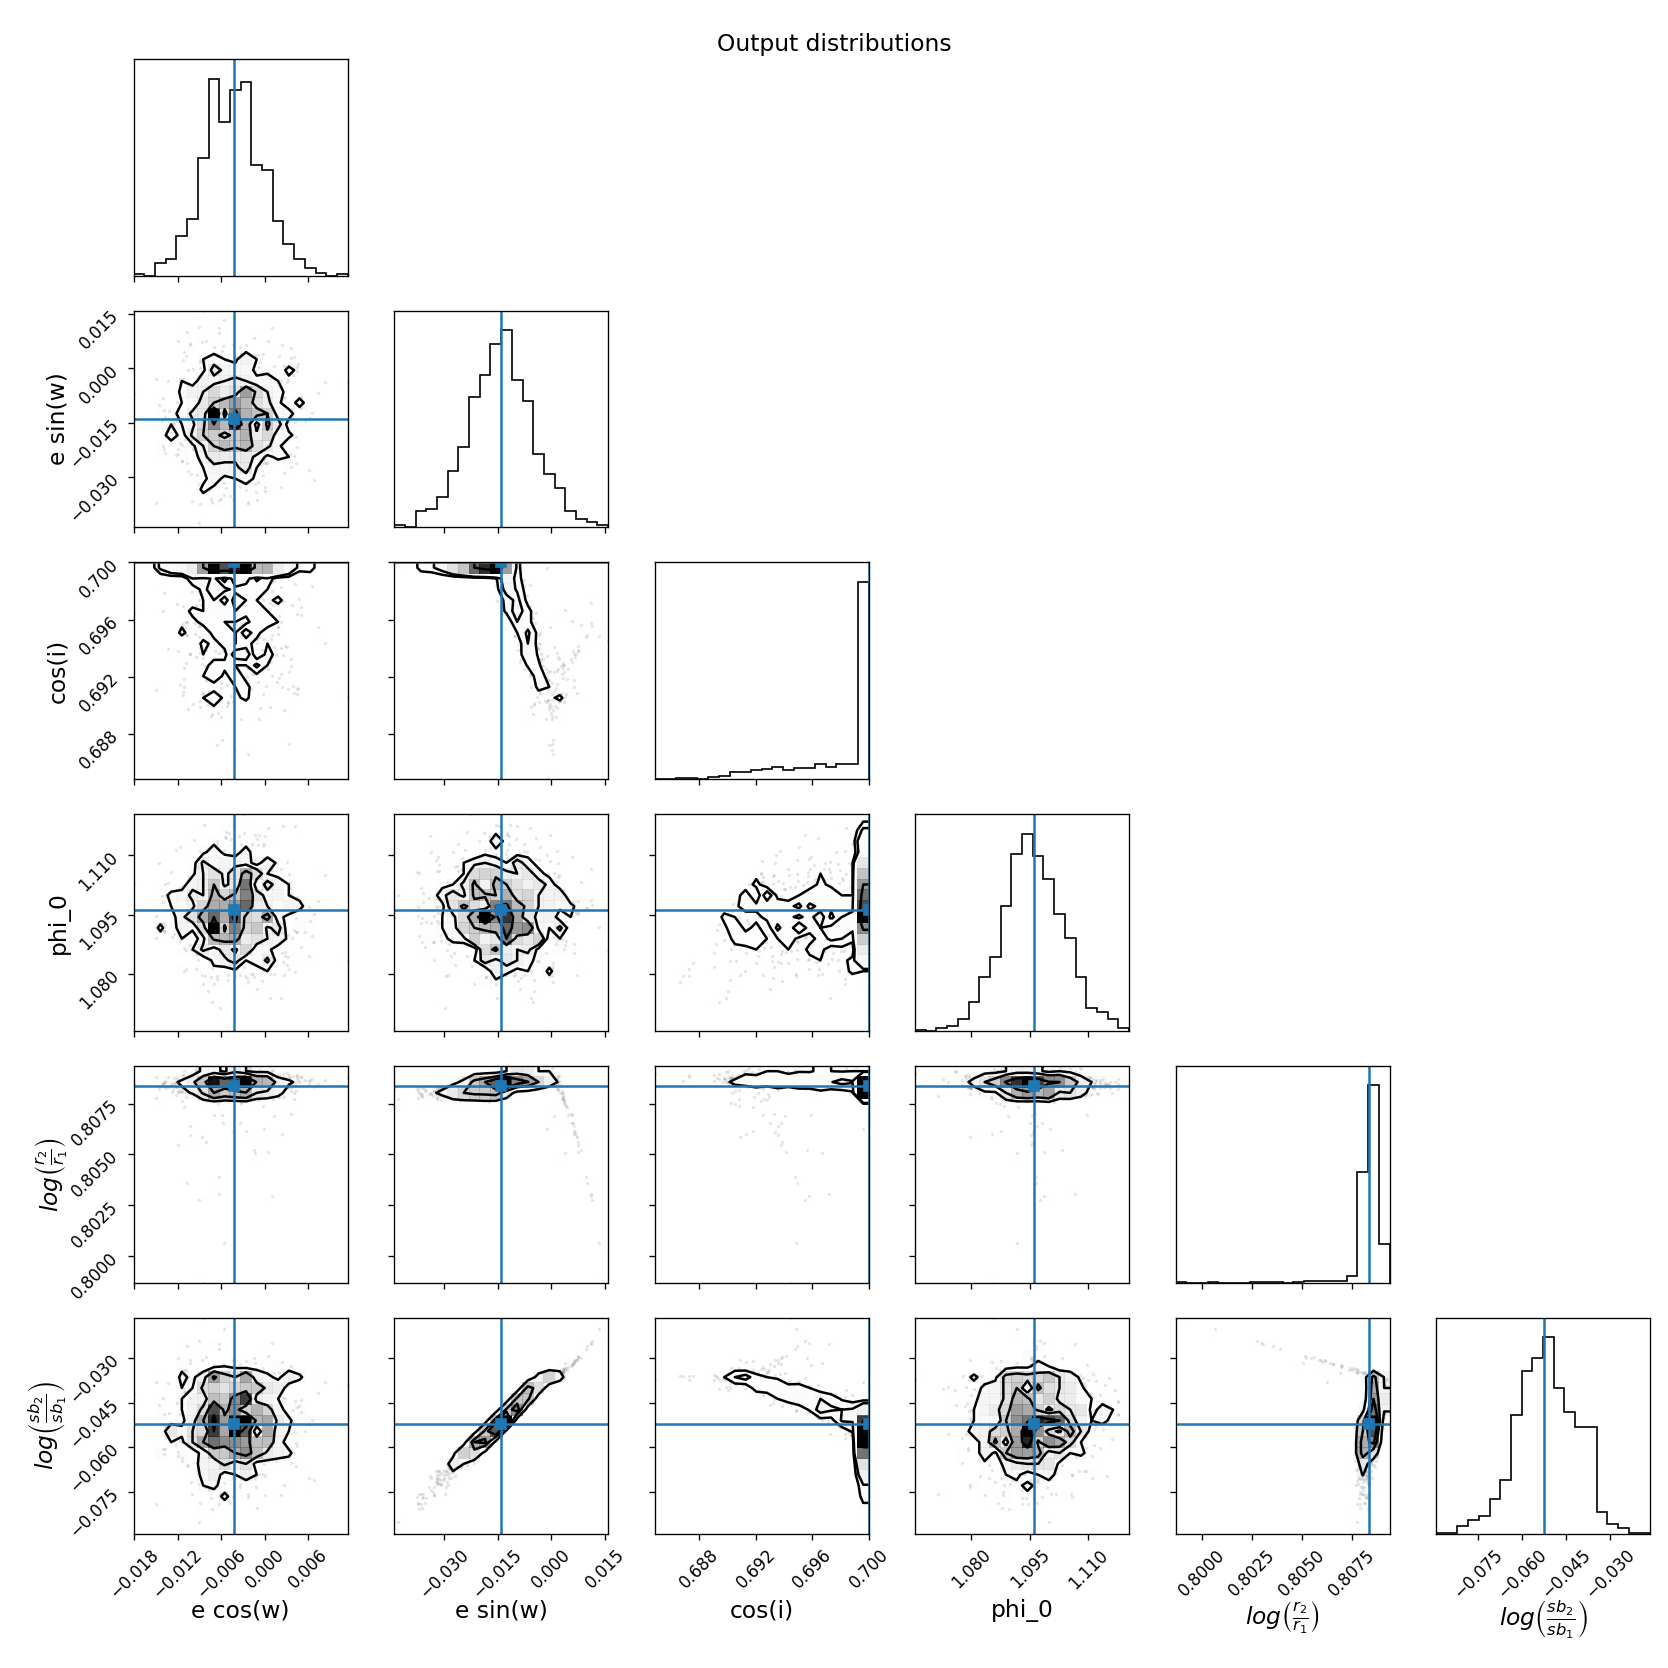 Output distributions
e sin(w)
0.015
0.000
−0.015
−0.030
cos(i)
0.700
0.696
0.692
0.688
phi_0
1.110
1.095
1.080
log(r2/r1)
0.8075
0.8050
0.8025
0.8000
log(sb2/sb1)
−0.030
−0.045
−0.060
−0.075
−0.018 −0.012 −0.006 0.000 0.006
e cos(w)
−0.030 −0.015 0.000 0.015
e sin(w)
0.688 0.692 0.696 0.700
cos(i)
1.080 1.095 1.110
phi_0
0.8000 0.8025 0.8050 0.8075
log(r2/r1)
−0.075 −0.060 −0.045 −0.030
log(sb2/sb1)